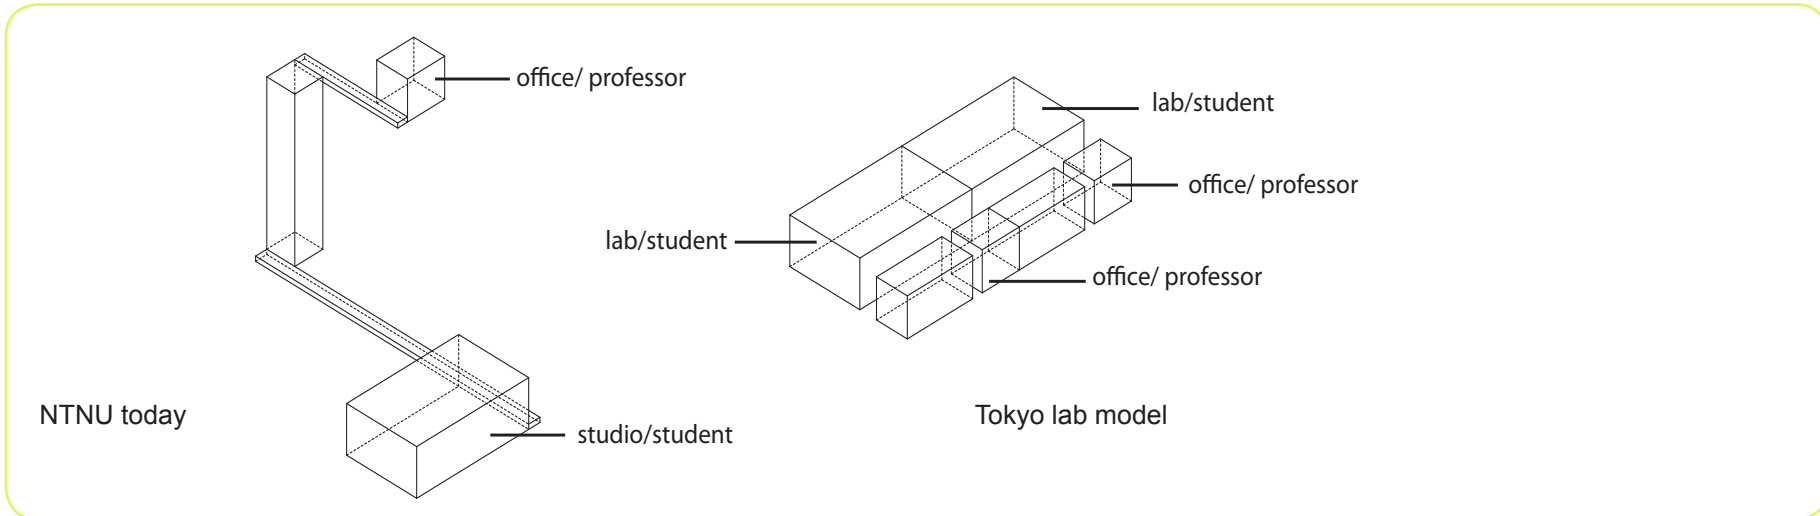 office/ professor
studio/student
NTNU today
lab/student
office/ professor
lab/student
office/ professor
Tokyo lab model